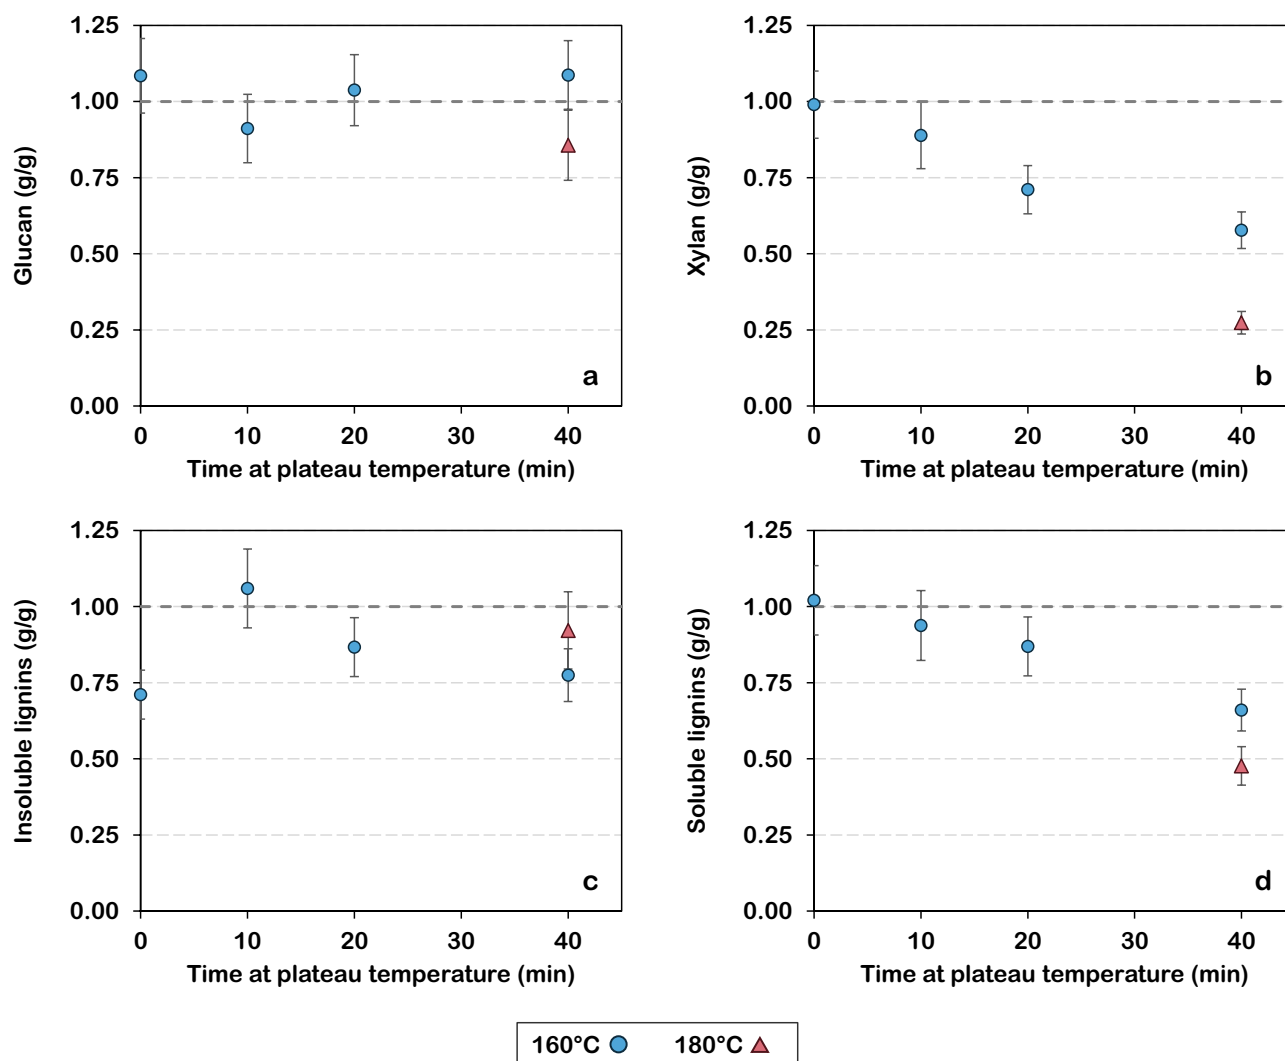 1.25
1.00
0.75
0.50
0.25
0.00
Glucan (g/g)
a
0 10 20 30 40
Time at plateau temperature (min)
1.25
1.00
0.75
0.50
0.25
0.00
Xylan (g/g)
b
0 10 20 30 40
Time at plateau temperature (min)
1.25
1.00
0.75
0.50
0.25
0.00
Insoluble lignins (g/g)
c
0 10 20 30 40
Time at plateau temperature (min)
1.25
1.00
0.75
0.50
0.25
0.00
Soluble lignins (g/g)
d
0 10 20 30 40
Time at plateau temperature (min)
160°C 180°C